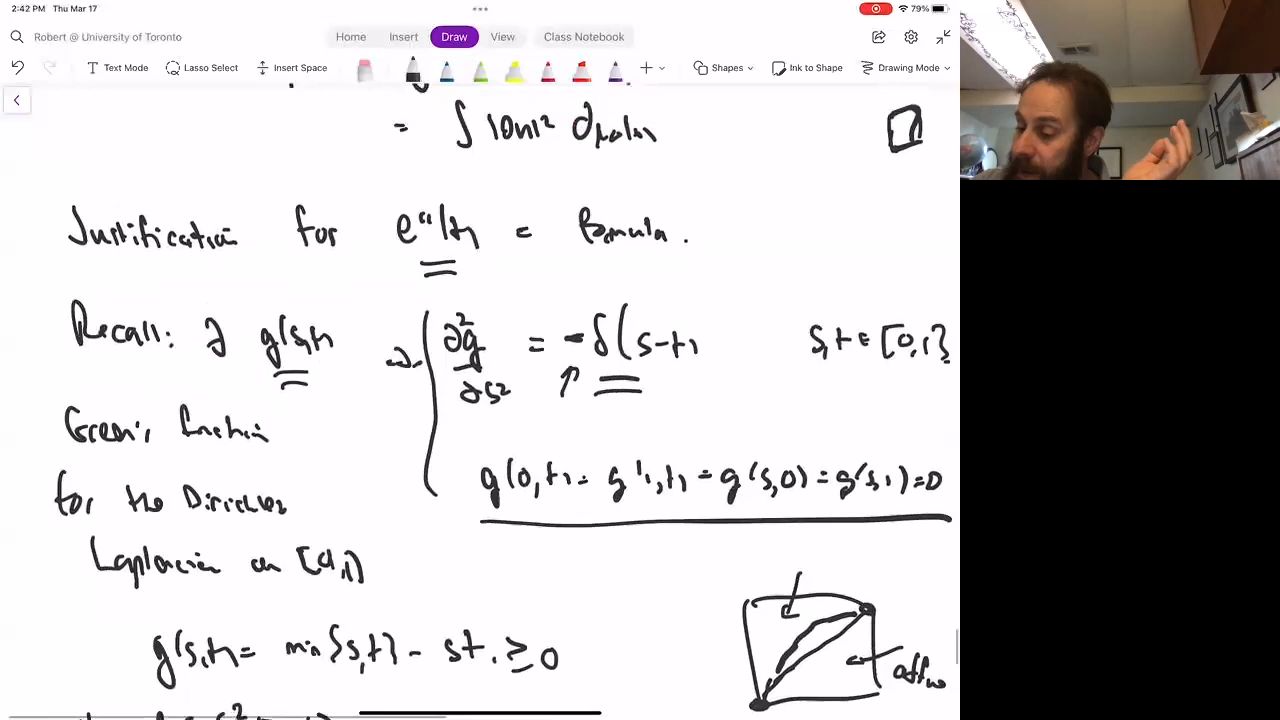 2:42 PM Thu Mar 17
79%
Robert @ University of Toronto
Home Insert Draw View Class Notebook
Text Mode Lasso Select Insert Space Shapes Ink to Shape Drawing Mode
= ∫ |Du|² dμ(x)
Justification for e''(t) = formula.
Recall: ∃ g(s,t) ∂²g/∂s² = -δ(s-t) s,t ∈ [0,1].
Green's function
g(0,t) = g(1,t) = g(s,0) = g(s,1) = 0
for the Dirichlet
Laplacian on [0,1]
g(s,t) = min{s,t} - st. ≥ 0
affine